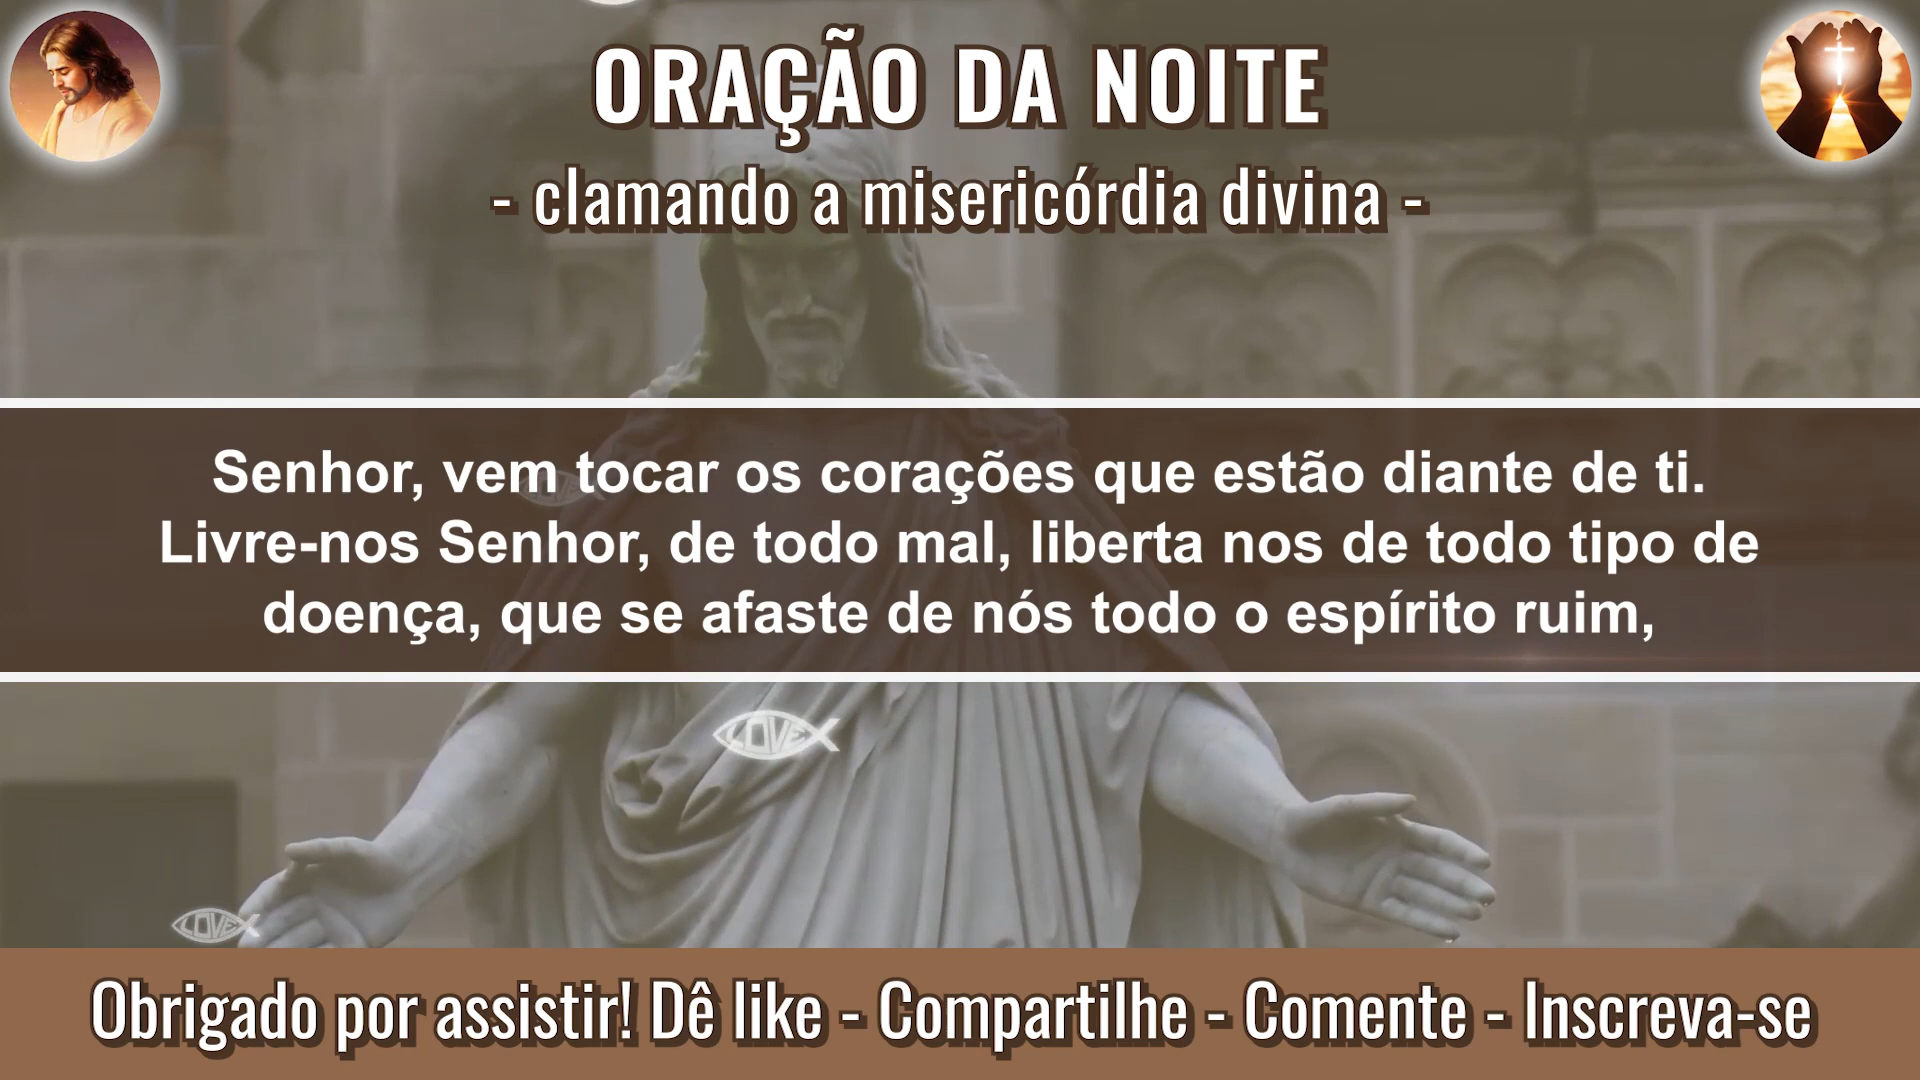 ORAÇÃO DA NOITE
- clamando a misericórdia divina -
Senhor, vem tocar os corações que estão diante de ti.
Livre-nos Senhor, de todo mal, liberta nos de todo tipo de
doença, que se afaste de nós todo o espírito ruim,
LOVE
LOVE
Obrigado por assistir! Dê like - Compartilhe - Comente - Inscreva-se